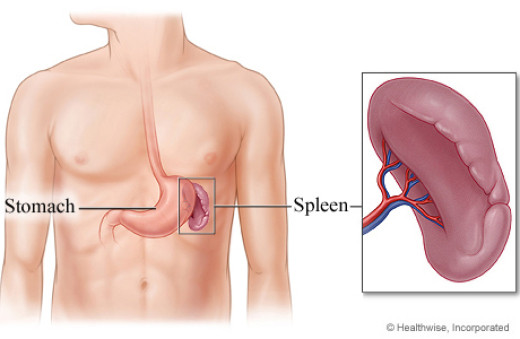 Stomach
Spleen
© Healthwise, Incorporated